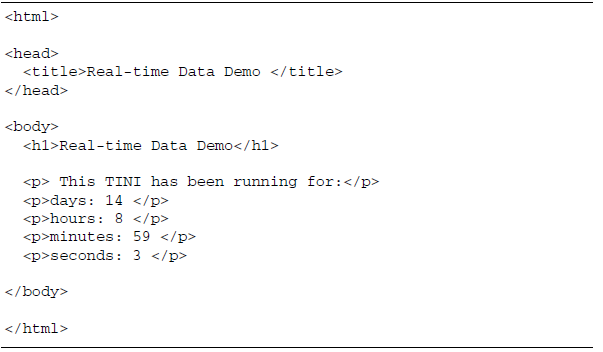 <html>
<head>
<title>Real-time Data Demo </title>
</head>
<body>
<h1>Real-time Data Demo</h1>
<p> This TINI has been running for:</p>
<p>days: 14 </p>
<p>hours: 8 </p>
<p>minutes: 59 </p>
<p>seconds: 3 </p>
</body>
</html>